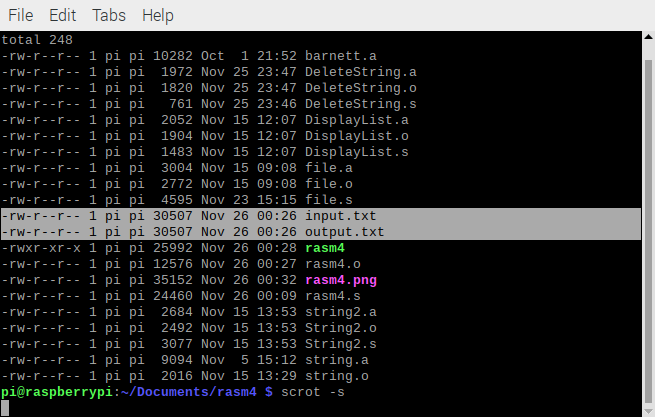 File Edit Tabs Help
total 248
-rw-r--r-- 1 pi pi 10282 Oct  1 21:52 barnett.a
-rw-r--r-- 1 pi pi  1972 Nov 25 23:47 DeleteString.a
-rw-r--r-- 1 pi pi  1820 Nov 25 23:47 DeleteString.o
-rw-r--r-- 1 pi pi   761 Nov 25 23:46 DeleteString.s
-rw-r--r-- 1 pi pi  2052 Nov 15 12:07 DisplayList.a
-rw-r--r-- 1 pi pi  1904 Nov 15 12:07 DisplayList.o
-rw-r--r-- 1 pi pi  1483 Nov 15 12:07 DisplayList.s
-rw-r--r-- 1 pi pi  3004 Nov 15 09:08 file.a
-rw-r--r-- 1 pi pi  2772 Nov 15 09:08 file.o
-rw-r--r-- 1 pi pi  4595 Nov 23 15:15 file.s
-rw-r--r-- 1 pi pi 30507 Nov 26 00:26 input.txt
-rw-r--r-- 1 pi pi 30507 Nov 26 00:26 output.txt
-rwxr-xr-x 1 pi pi 25992 Nov 26 00:28 rasm4
-rw-r--r-- 1 pi pi 12576 Nov 26 00:27 rasm4.o
-rw-r--r-- 1 pi pi 35152 Nov 26 00:32 rasm4.png
-rw-r--r-- 1 pi pi 24460 Nov 26 00:09 rasm4.s
-rw-r--r-- 1 pi pi  2684 Nov 15 13:53 string2.a
-rw-r--r-- 1 pi pi  2492 Nov 15 13:53 String2.o
-rw-r--r-- 1 pi pi  3077 Nov 15 13:53 String2.s
-rw-r--r-- 1 pi pi  9094 Nov  5 15:12 string.a
-rw-r--r-- 1 pi pi  2016 Nov 15 13:29 string.o
pi@raspberrypi:~/Documents/rasm4 $ scrot -s